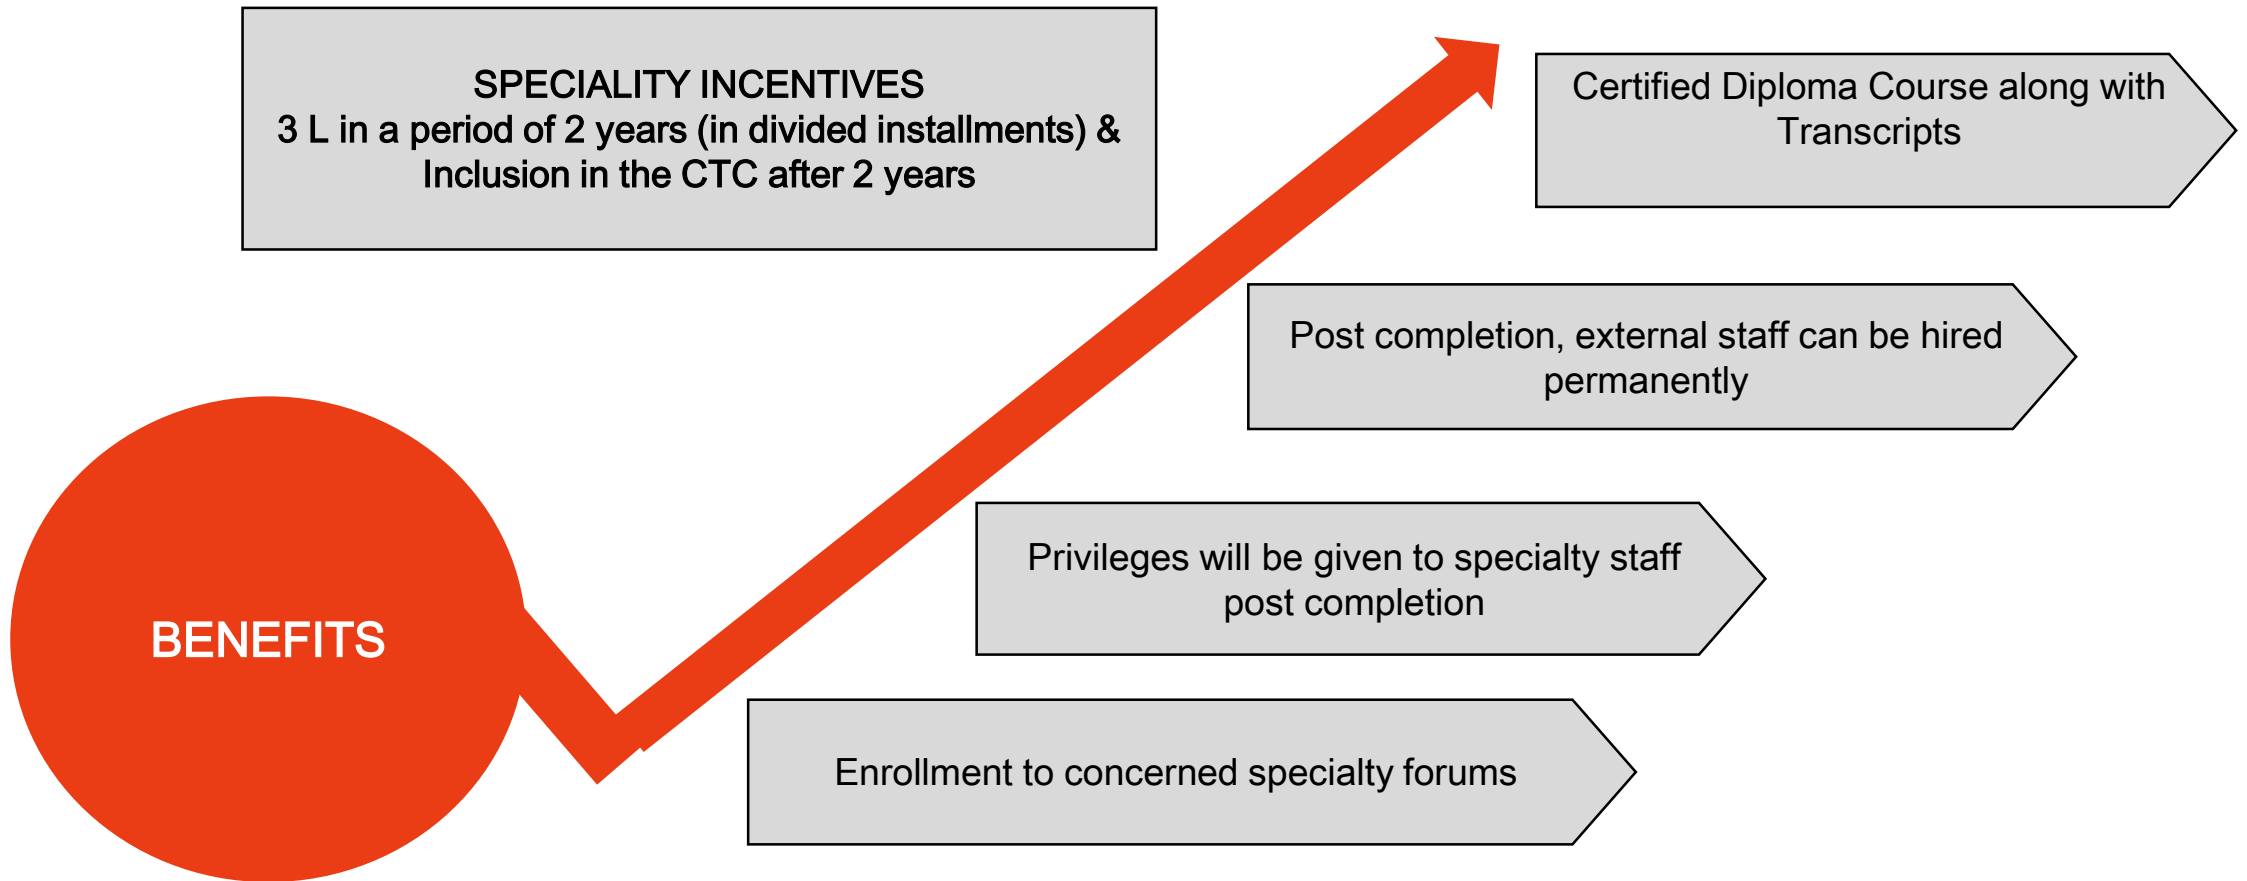 SPECIALITY INCENTIVES
3 L in a period of 2 years (in divided installments) &
Inclusion in the CTC after 2 years
Certified Diploma Course along with
Transcripts
Post completion, external staff can be hired
permanently
Privileges will be given to specialty staff
post completion
BENEFITS
Enrollment to concerned specialty forums